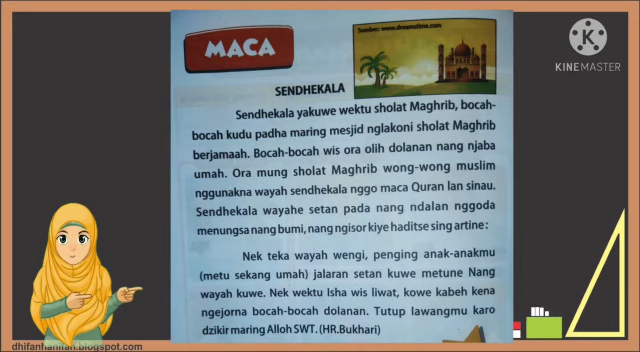 MACA
Sumber: www.dreamstime.com
KINEMASTER
SENDHEKALA
Sendhekala yakuwe wektu sholat Maghrib, bocah-
bocah kudu padha maring mesjid nglakoni sholat Maghrib
berjamaah. Bocah-bocah wis ora olih dolanan nang njaba
umah. Ora mung sholat Maghrib wong-wong muslim
nggunakna wayah sendhekala nggo maca Quran lan sinau.
Sendhekala wayahe setan pada nang ndalan nggoda
menungsa nang bumi, nang ngisor kiye haditse sing artine :
Nek teka wayah wengi, penging anak-anakmu
(metu sekang umah) jalaran setan kuwe metune Nang
wayah kuwe. Nek wektu Isha wis liwat, kowe kabeh kena
ngejorna bocah-bocah dolanan. Tutup lawangmu karo
dzikir maring Alloh SWT. (HR.Bukhari)